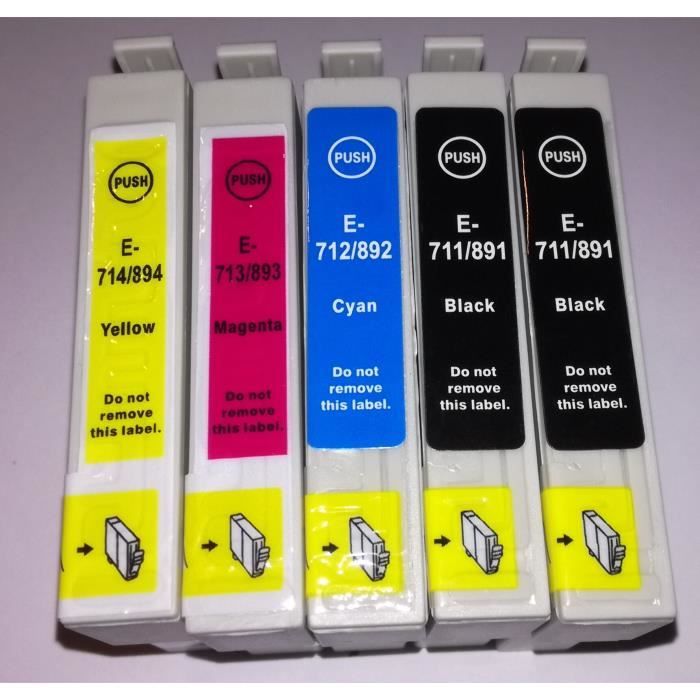 PUSH
E-
714/894
Yellow
Do not
remove
this label.
PUSH
E-
713/893
Magenta
Do not
remove
this label.
PUSH
E-
712/892
Cyan
Do not
remove
this label.
PUSH
E-
711/891
Black
Do not
remove
this label.
PUSH
E-
711/891
Black
Do not
remove
this label.